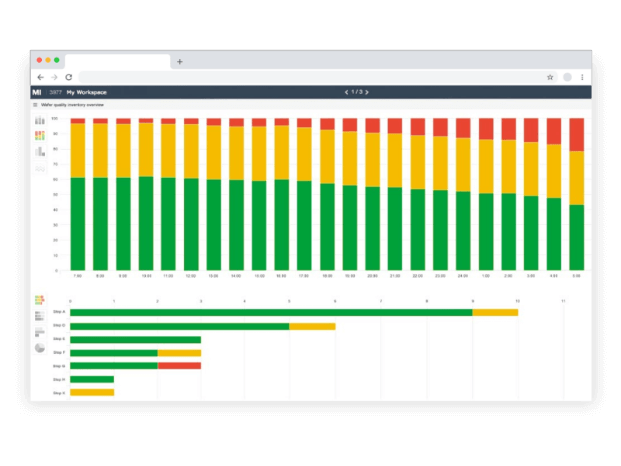 MI 3977 My Workspace < 1 / 3 >
Wafer quality inventory overview
100
90
80
70
60
50
40
30
20
10
0
7:00 8:00 9:00 10:00 11:00 12:00 13:00 14:00 15:00 16:00 17:00 18:00 19:00 20:00 21:00 22:00 23:00 24:00 1:00 2:00 3:00 4:00 5:00
0 1 2 3 4 5 6 7 8 9 10 11
Step A
Step
Step
Step F
Step
Step
Step